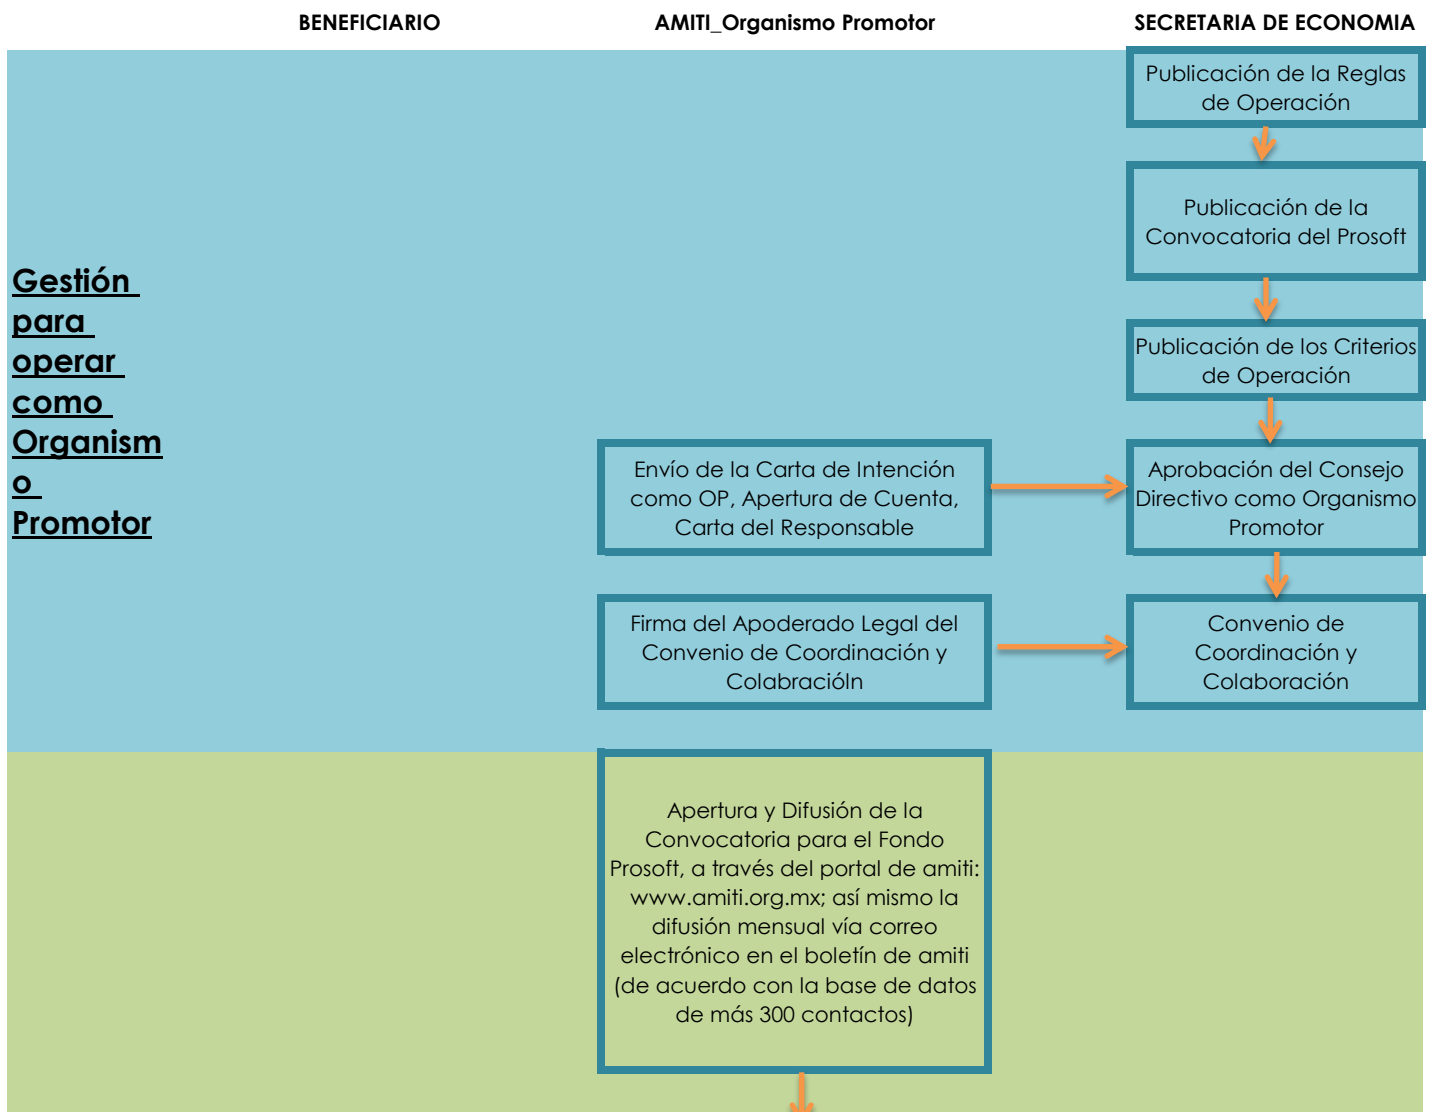 BENEFICIARIO
AMITI_Organismo Promotor
SECRETARIA DE ECONOMIA
Publicación de la Reglas
de Operación
Publicación de la
Convocatoria del Prosoft
Gestión
para
operar
como
Organism
o
Promotor
Publicación de los Criterios
de Operación
Envío de la Carta de Intención
como OP, Apertura de Cuenta,
Carta del Responsable
Aprobación del Consejo
Directivo como Organismo
Promotor
Firma del Apoderado Legal del
Convenio de Coordinación y
Colabracióln
Convenio de
Coordinación y
Colaboración
Apertura y Difusión de la
Convocatoria para el Fondo
Prosoft, a través del portal de amiti:
www.amiti.org.mx; así mismo la
difusión mensual vía correo
electrónico en el boletín de amiti
(de acuerdo con la base de datos
de más 300 contactos)